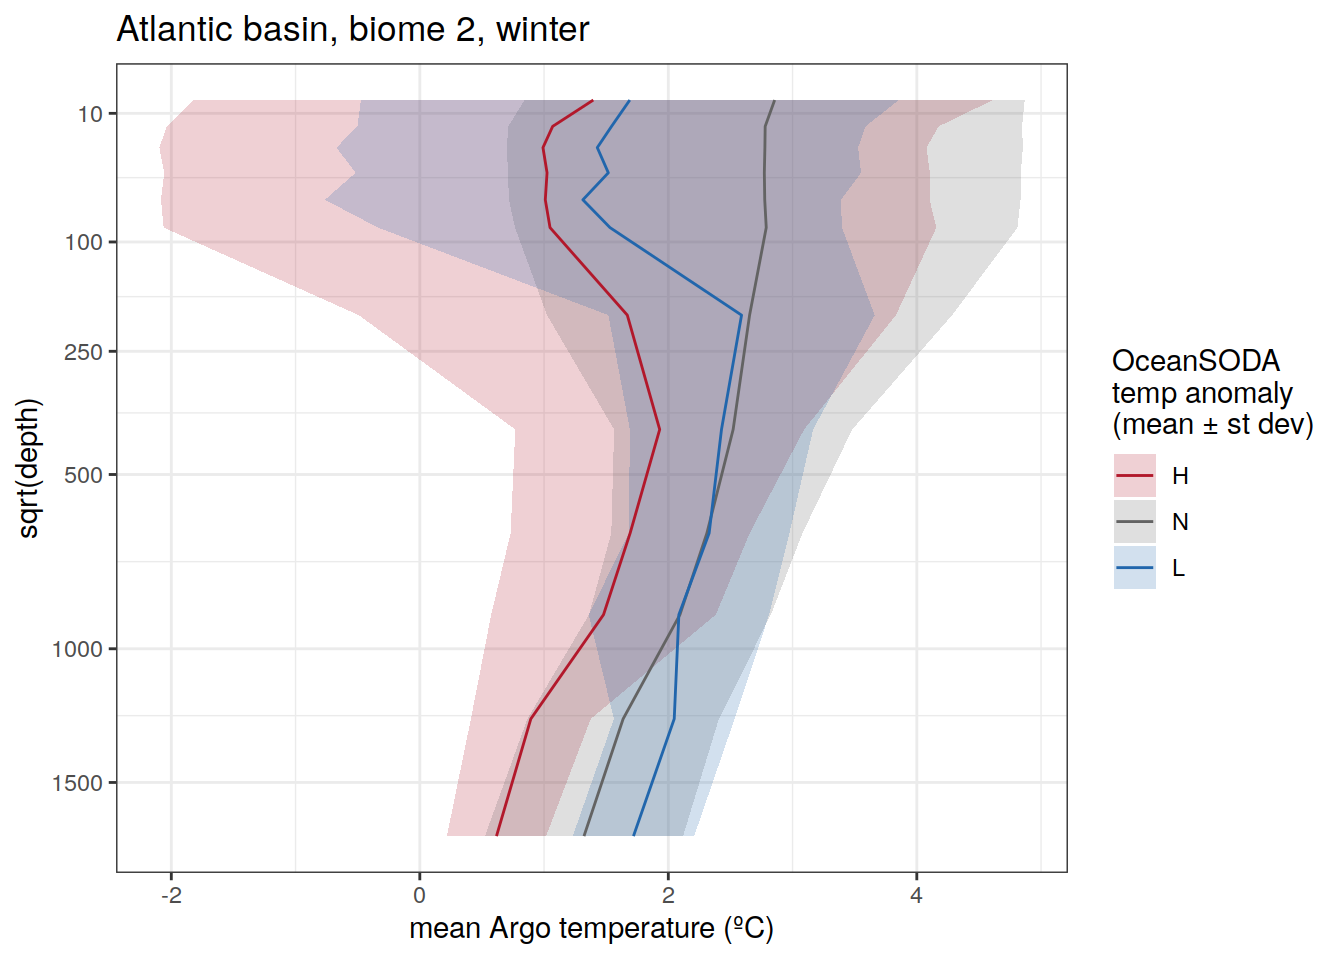 Atlantic basin, biome 2, winter
10
100
250
500
1000
1500
sqrt(depth)
-2
0
2
4
mean Argo temperature (ºC)
OceanSODA
temp anomaly
(mean ± st dev)
H
N
L